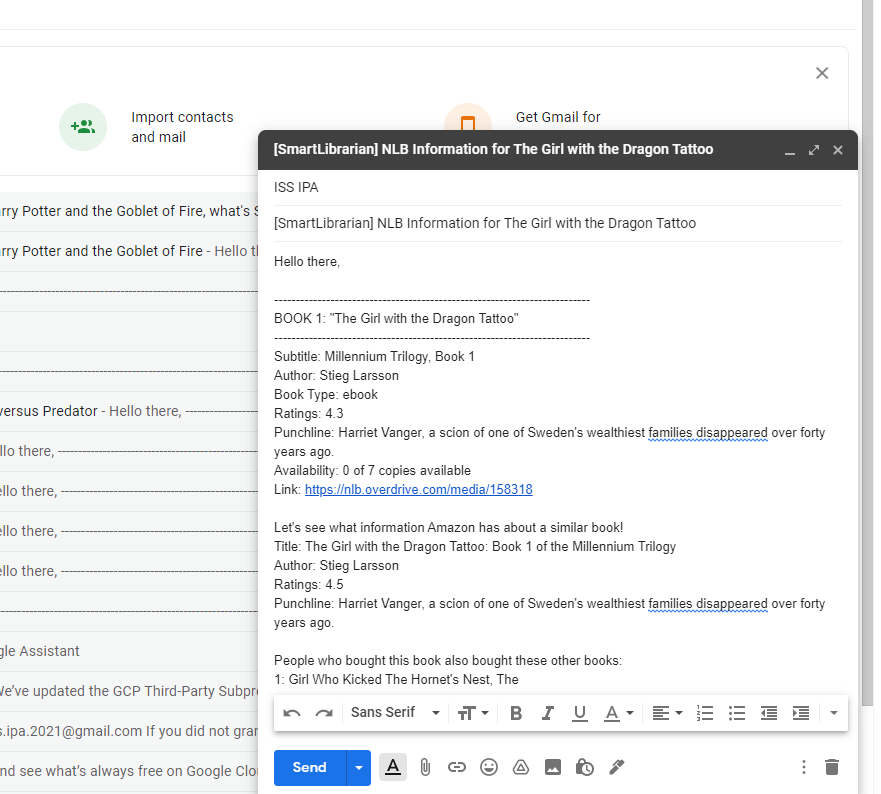 Import contacts
and mail
Get Gmail for
[SmartLibrarian] NLB Information for The Girl with the Dragon Tattoo
ISS IPA
[SmartLibrarian] NLB Information for The Girl with the Dragon Tattoo
Hello there,
--------------------------------------------------------------------------
BOOK 1: "The Girl with the Dragon Tattoo"
--------------------------------------------------------------------------
Subtitle: Millennium Trilogy, Book 1
Author: Stieg Larsson
Book Type: ebook
Ratings: 4.3
Punchline: Harriet Vanger, a scion of one of Sweden's wealthiest families disappeared over forty
years ago.
Availability: 0 of 7 copies available
Link: https://nlb.overdrive.com/media/158318
Let's see what information Amazon has about a similar book!
Title: The Girl with the Dragon Tattoo: Book 1 of the Millennium Trilogy
Author: Stieg Larsson
Ratings: 4.5
Punchline: Harriet Vanger, a scion of one of Sweden's wealthiest families disappeared over forty
years ago.
People who bought this book also bought these other books:
1: Girl Who Kicked The Hornet's Nest, The
Sans Serif
Send
rry Potter and the Goblet of Fire, what's S
rry Potter and the Goblet of Fire - Hello th
versus Predator - Hello there, ------------------
llo there, ------------------------------------------
ello there, ------------------------------------------
ello there, ------------------------------------------
ello there, ------------------------------------------
gle Assistant
We've updated the GCP Third-Party Subpr
s.ipa.2021@gmail.com If you did not gran
nd see what's always free on Google Clou